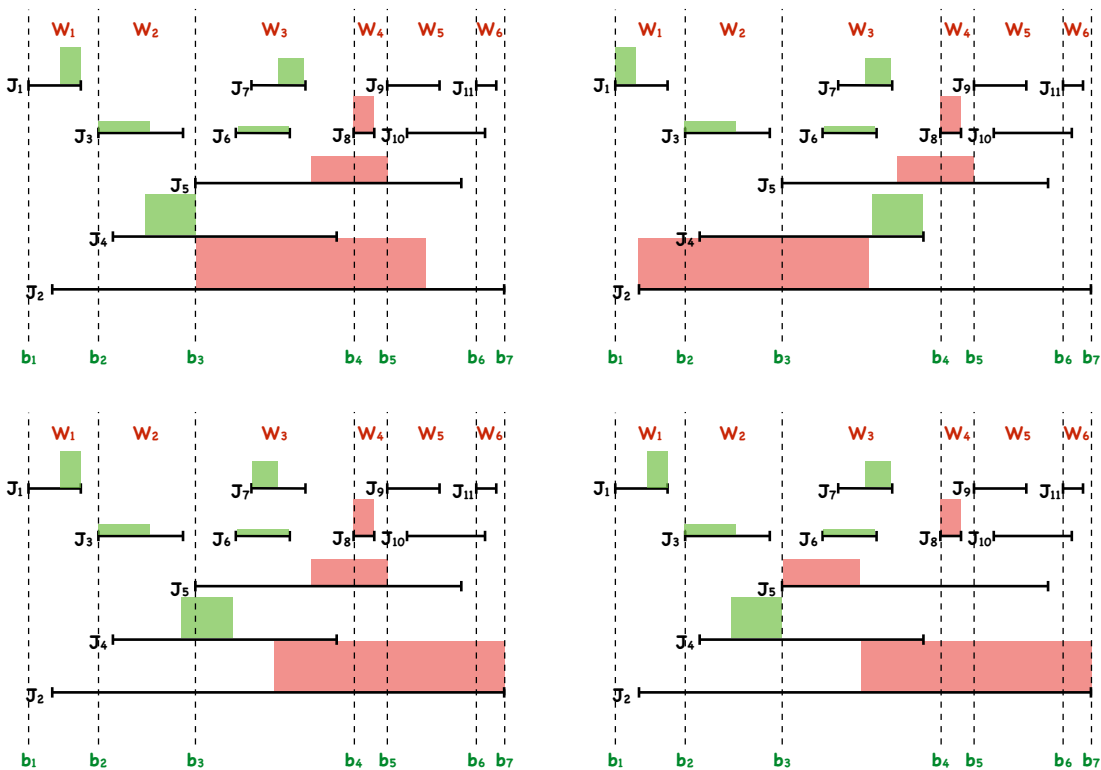 W₁ W₂ W₃ W₄ W₅ W₆
J₁ J₇ J₉ J₁₁
J₃ J₆ J₈ J₁₀
J₅
J₄
J₂
b₁ b₂ b₃ b₄ b₅ b₆ b₇
W₁ W₂ W₃ W₄ W₅ W₆
J₁ J₇ J₉ J₁₁
J₃ J₆ J₈ J₁₀
J₅
J₄
J₂
b₁ b₂ b₃ b₄ b₅ b₆ b₇
W₁ W₂ W₃ W₄ W₅ W₆
J₁ J₇ J₉ J₁₁
J₃ J₆ J₈ J₁₀
J₅
J₄
J₂
b₁ b₂ b₃ b₄ b₅ b₆ b₇
W₁ W₂ W₃ W₄ W₅ W₆
J₁ J₇ J₉ J₁₁
J₃ J₆ J₈ J₁₀
J₅
J₄
J₂
b₁ b₂ b₃ b₄ b₅ b₆ b₇